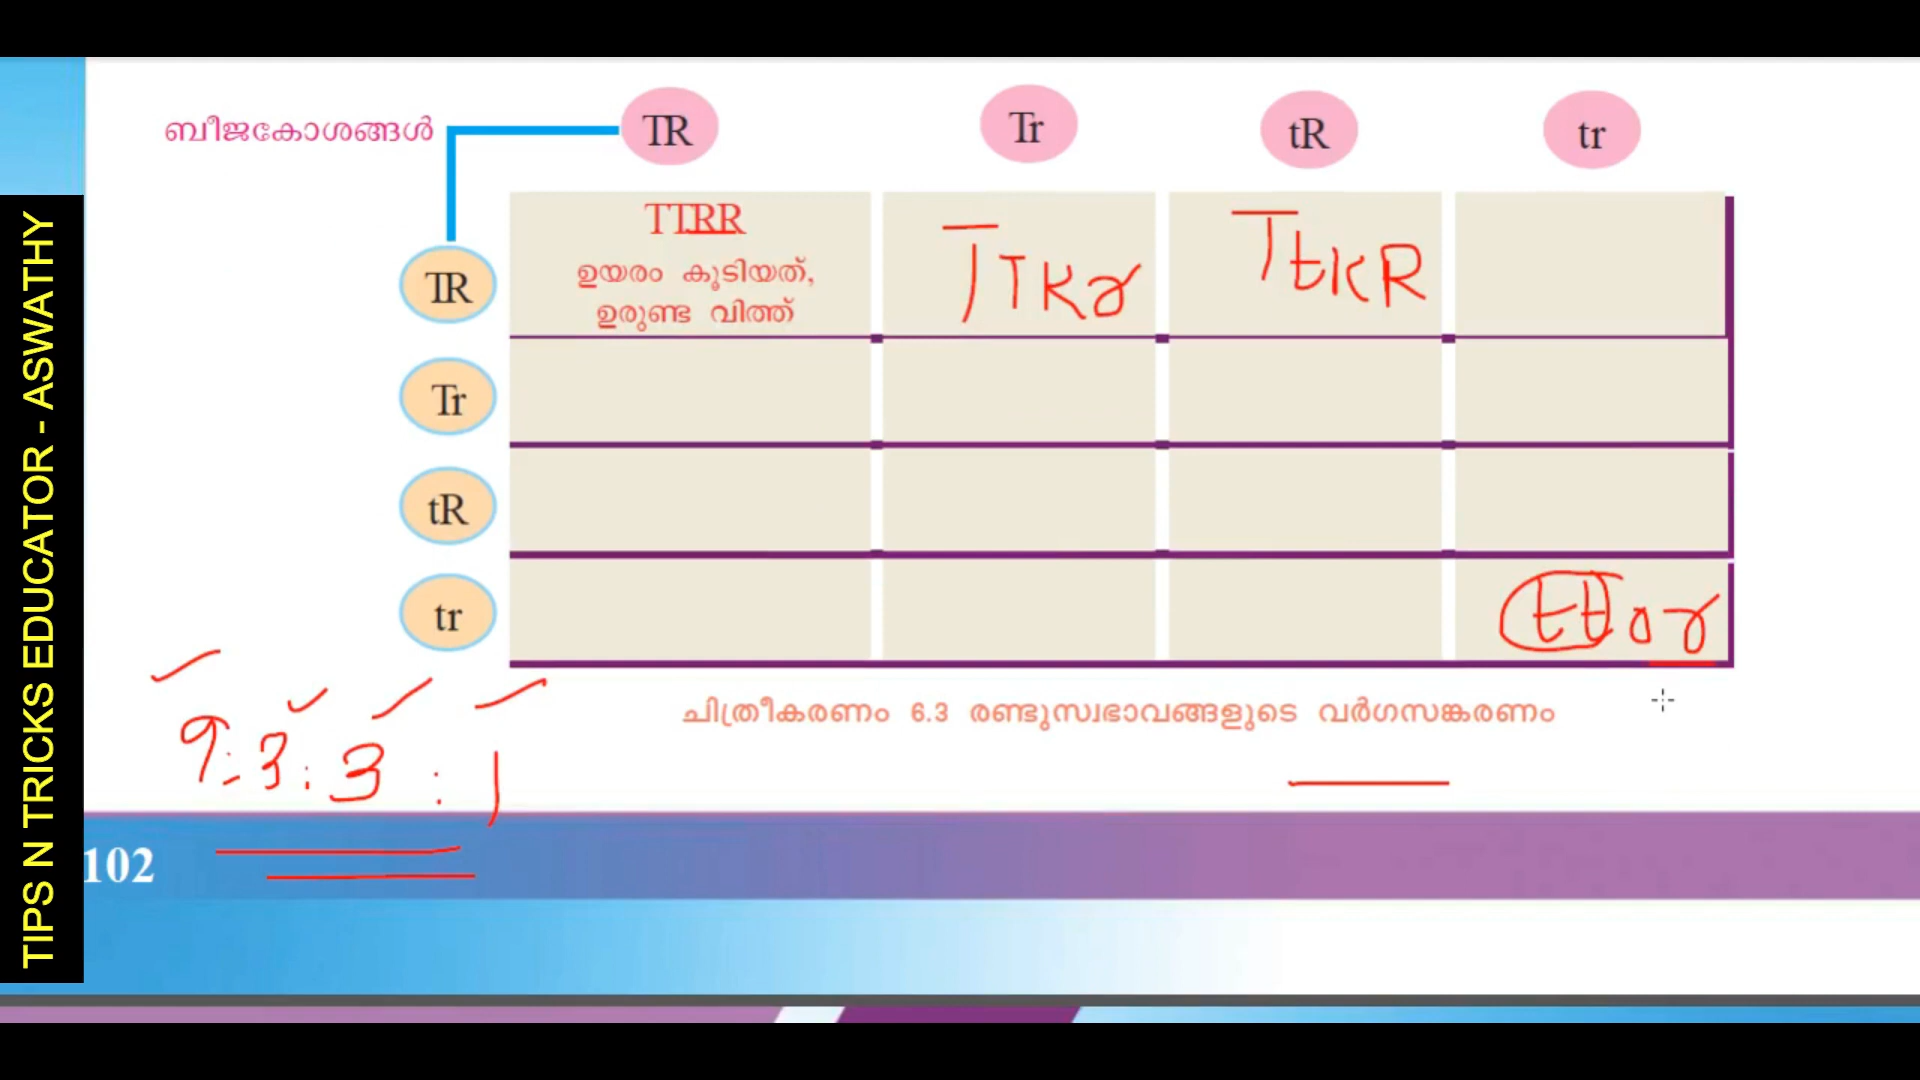 TIPS N TRICKS EDUCATOR - ASWATHY
ബീജകോശങ്ങൾ
TR Tr tR tr
TR
TTRR
ഉയരം കൂടിയത്,
ഉരുണ്ട വിത്ത്
TTRr
TtRR
Tr
tR
tr
ttrr
ചിത്രീകരണം 6.3 രണ്ടുസ്വഭാവങ്ങളുടെ വർഗസങ്കരണം
9:3:3:1
102